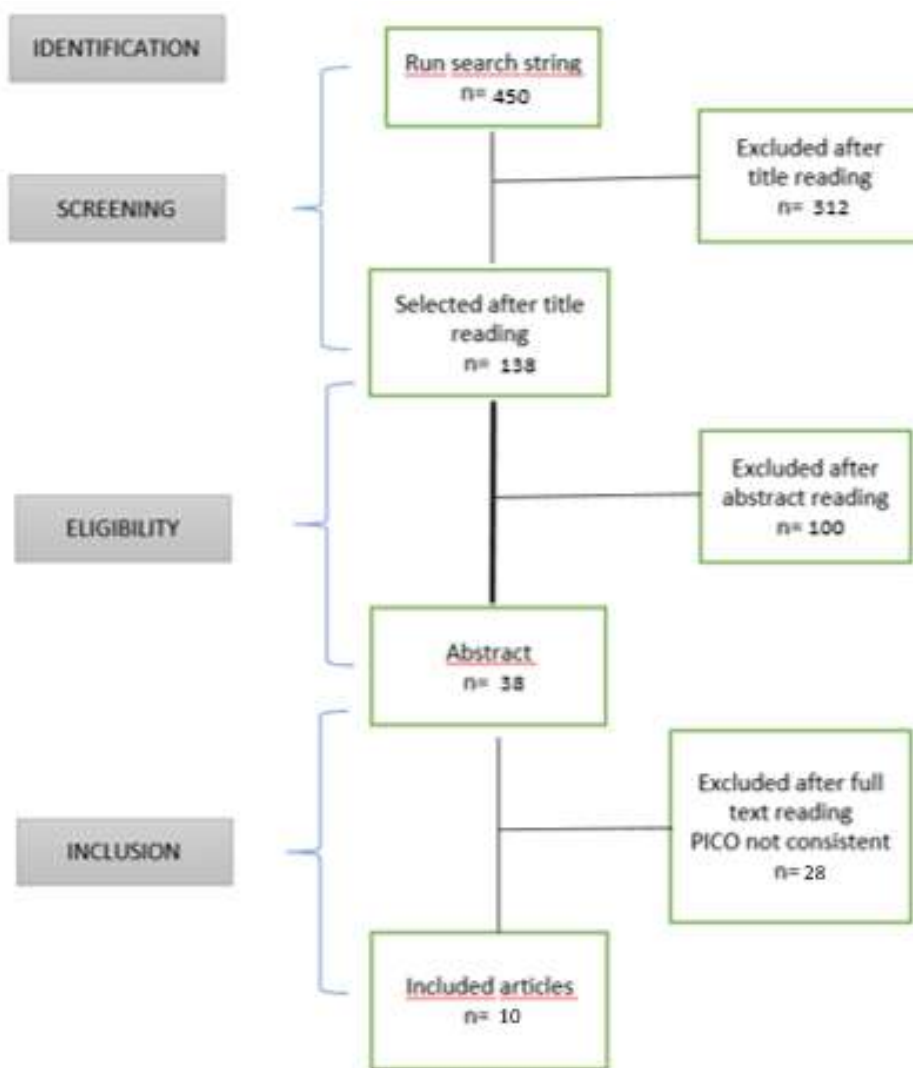 IDENTIFICATION
Run search string
n= 450
Excluded after
title reading
n= 312
SCREENING
Selected after title
reading
n= 138
Excluded after
abstract reading
n= 100
ELIGIBILITY
Abstract
n= 38
Excluded after full
text reading
PICO not consistent
n= 28
INCLUSION
Included articles
n= 10